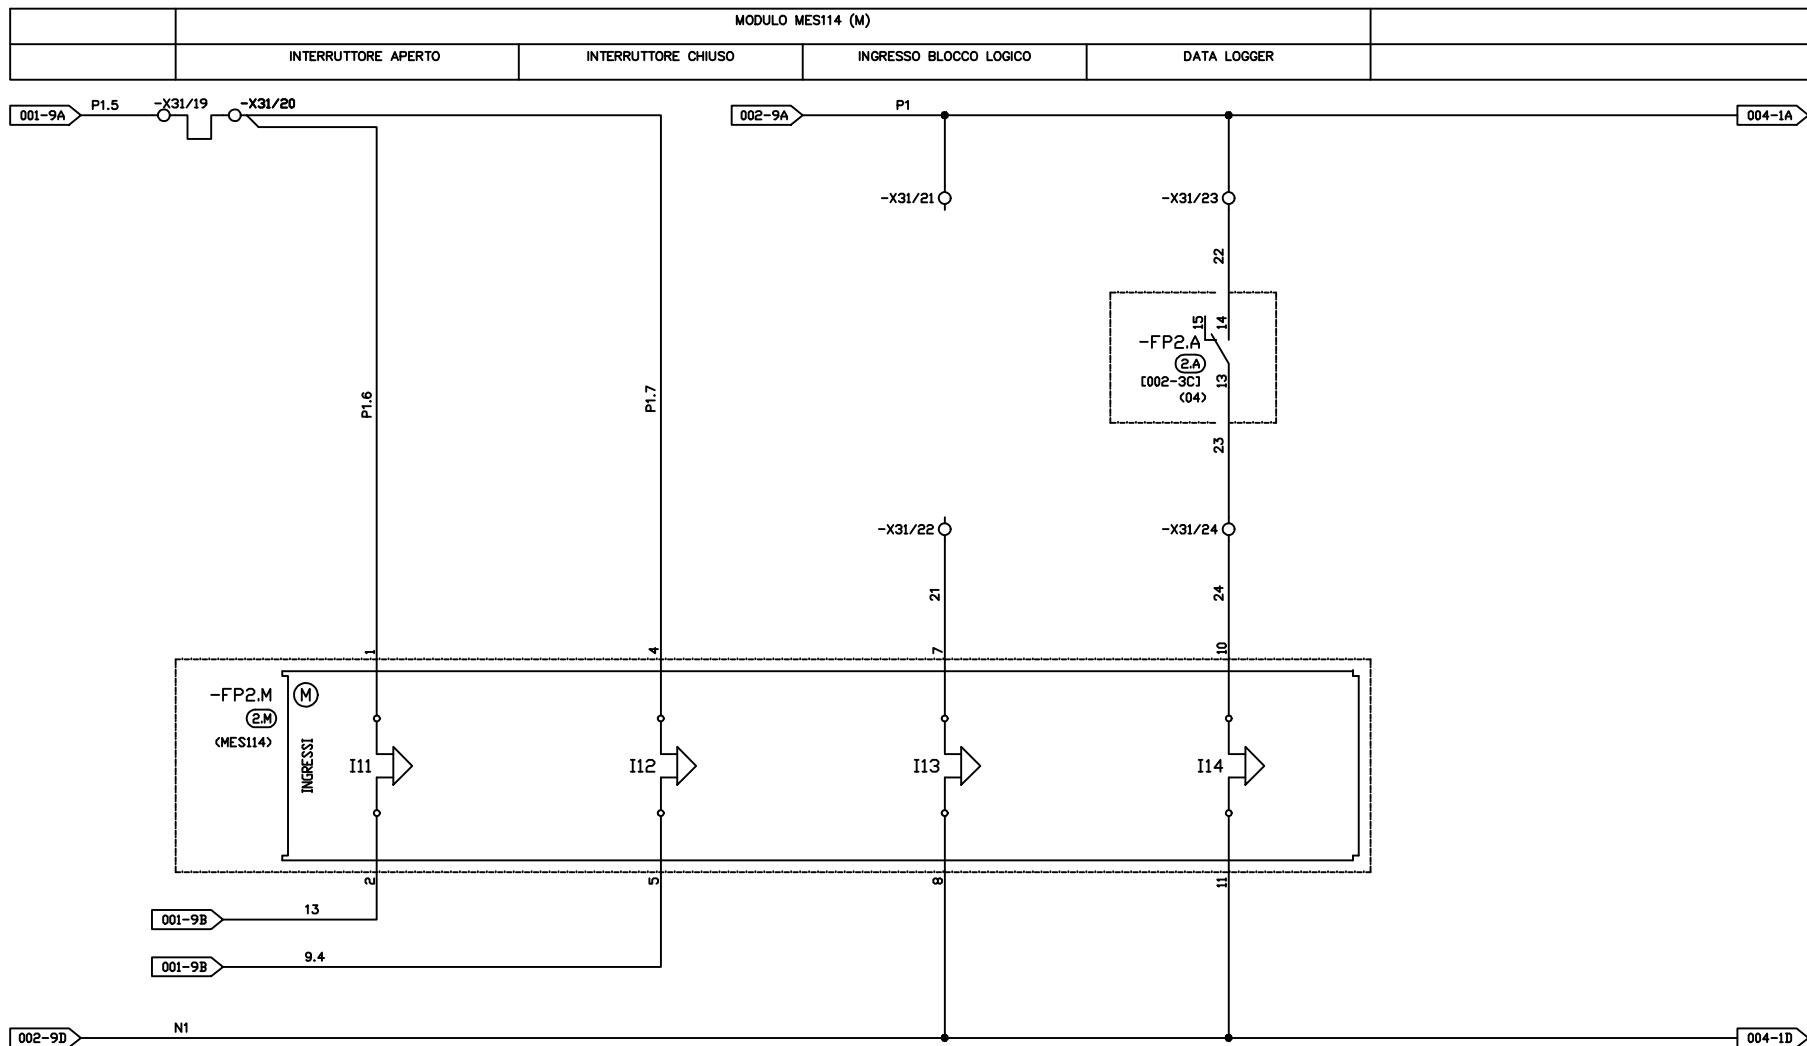 MODULO MES114 (M)
INTERRUTTORE APERTO
INTERRUTTORE CHIUSO
INGRESSO BLOCCO LOGICO
DATA LOGGER
001-9A
P1.5
-X31/19
-X31/20
002-9A
P1
004-1A
-X31/21
-X31/23
22
15
14
-FP2.A
2.A
[002-3C]
13
(04)
P1.6
P1.7
23
-X31/22
-X31/24
21
24
1
4
7
10
-FP2.M
M
2.M
(MES114)
INGRESSI
I11
I12
I13
I14
2
5
8
11
001-9B
13
001-9B
9.4
002-9D
N1
004-1D